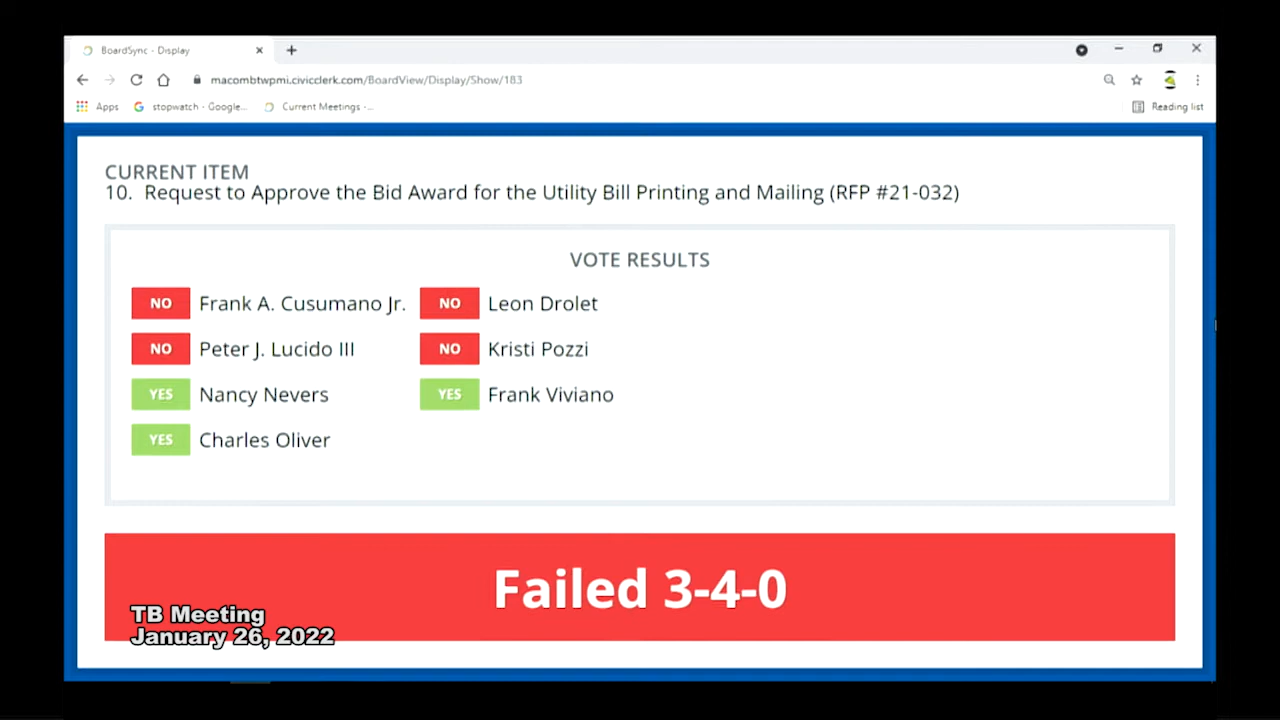 BoardSync - Display
macombtwpmi.civicclerk.com/BoardView/Display/Show/183
Apps stopwatch - Google... Current Meetings -... Reading list
CURRENT ITEM
10. Request to Approve the Bid Award for the Utility Bill Printing and Mailing (RFP #21-032)
VOTE RESULTS
NO Frank A. Cusumano Jr. NO Leon Drolet
NO Peter J. Lucido III NO Kristi Pozzi
YES Nancy Nevers YES Frank Viviano
YES Charles Oliver
Failed 3-4-0
TB Meeting
January 26, 2022